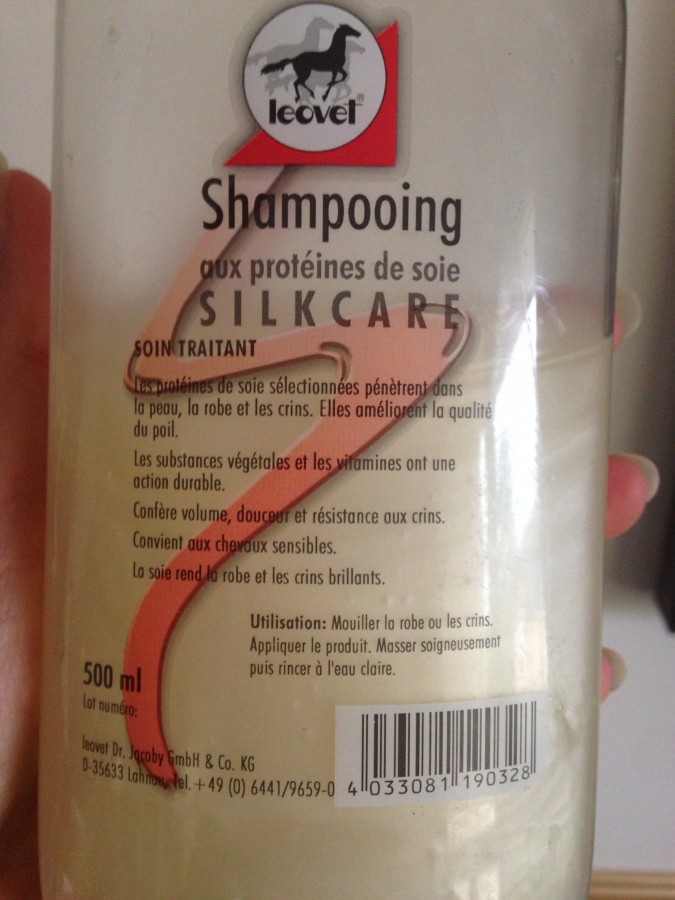 leovet®
Shampooing
aux protéines de soie
SILKCARE
SOIN TRAITANT
Les protéines de soie sélectionnées pénètrent dans
la peau, la robe et les crins. Elles améliorent la qualité
du poil.
Les substances végétales et les vitamines ont une
action durable.
Confère volume, douceur et résistance aux crins.
Convient aux chevaux sensibles.
La soie rend la robe et les crins brillants.
Utilisation: Mouiller la robe ou les crins.
Appliquer le produit. Masser soigneusement
puis rincer à l'eau claire.
500 ml
Lot numéro:
leovet Dr. Jacoby GmbH & Co. KG
D-35633 Lahnau, Tel. +49 (0) 6441/9659-0
4 033081 190328